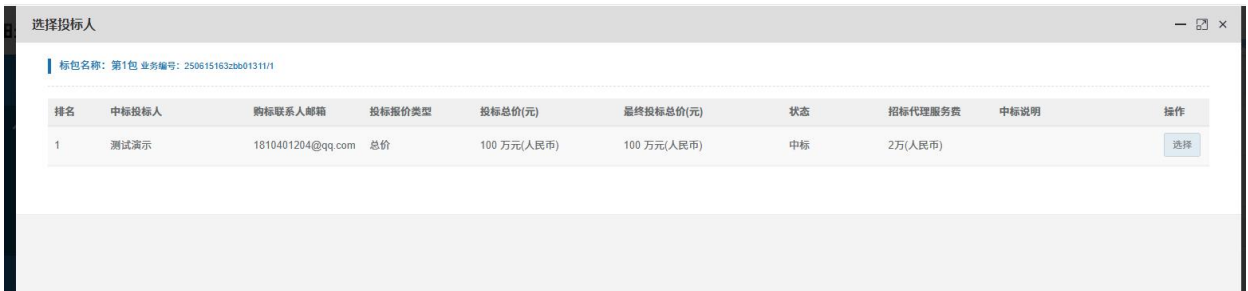 选择投标人
标包名称：第1包 业务编号：250615163zbb01311/1
排名 中标投标人 购标联系人邮箱 投标报价类型 投标总价(元) 最终投标总价(元) 状态 招标代理服务费 中标说明 操作
1 测试演示 1810401204@qq.com 总价 100 万元(人民币) 100 万元(人民币) 中标 2万(人民币) 选择